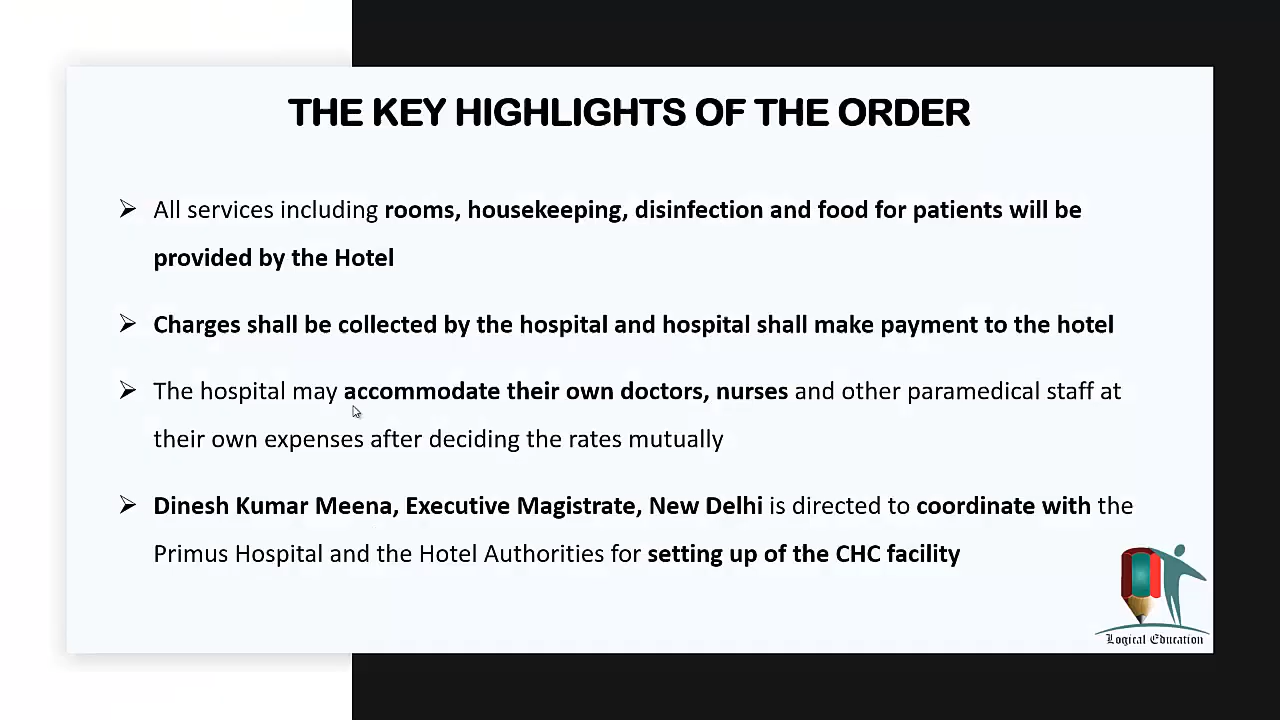 THE KEY HIGHLIGHTS OF THE ORDER
All services including rooms, housekeeping, disinfection and food for patients will be
provided by the Hotel
Charges shall be collected by the hospital and hospital shall make payment to the hotel
The hospital may accommodate their own doctors, nurses and other paramedical staff at
their own expenses after deciding the rates mutually
Dinesh Kumar Meena, Executive Magistrate, New Delhi is directed to coordinate with the
Primus Hospital and the Hotel Authorities for setting up of the CHC facility
Logical Education